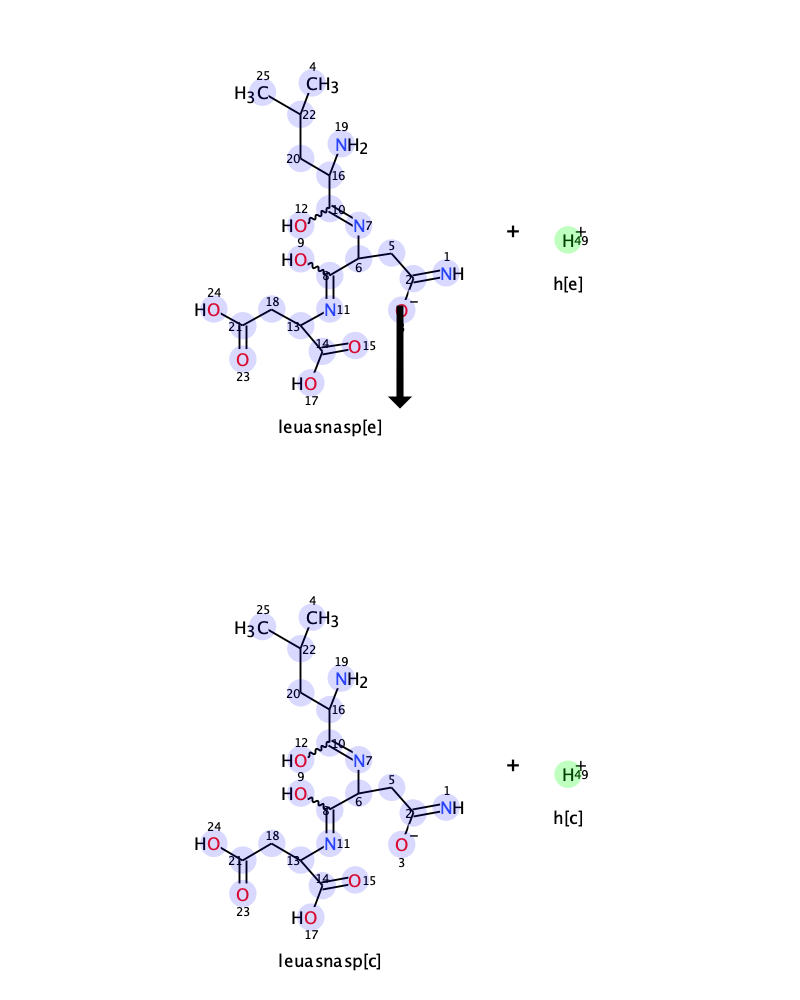 25
4
H3C
CH3
22
19
NH2
20
16
12
10
HO
N7
9
5
1
HO
6
8
2
NH
24
18
O−
HO
N11
21
13
14
O15
O
HO
23
17
leuasnasp[e]
+
H+
49
h[e]
25
4
H3C
CH3
22
19
NH2
20
16
12
10
HO
N7
9
5
1
HO
6
8
2
NH
24
18
O−
HO
N11
3
21
13
14
O15
O
HO
23
17
leuasnasp[c]
+
H+
49
h[c]